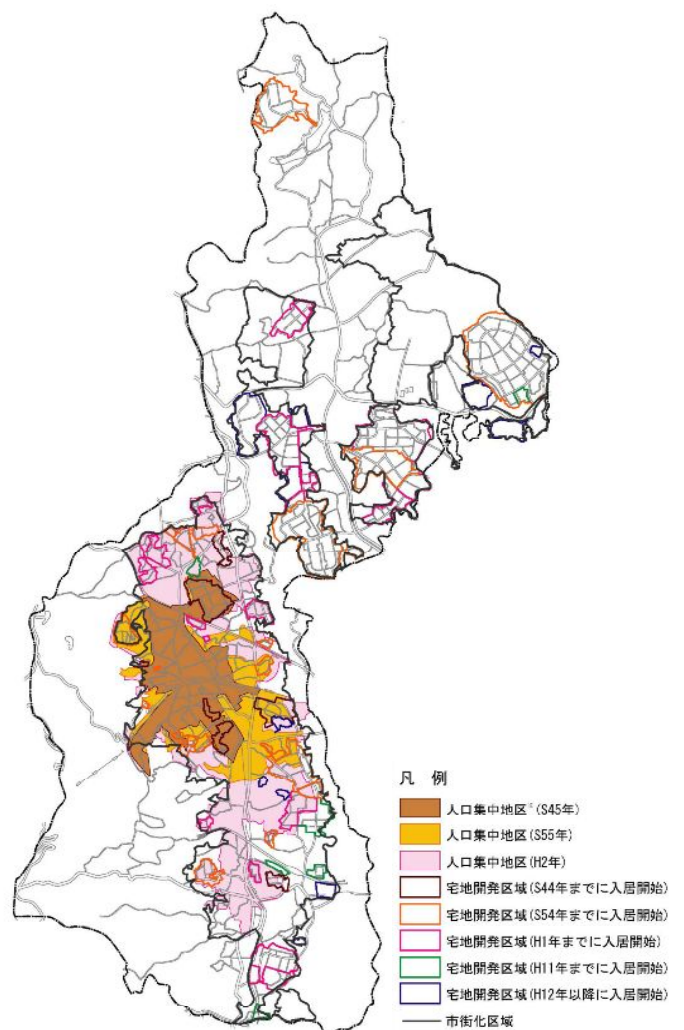 凡 例
人口集中地区※(S45年)
人口集中地区(S55年)
人口集中地区(H2年)
宅地開発区域(S44年までに入居開始)
宅地開発区域(S54年までに入居開始)
宅地開発区域(H1年までに入居開始)
宅地開発区域(H11年までに入居開始)
宅地開発区域(H12年以降に入居開始)
市街化区域